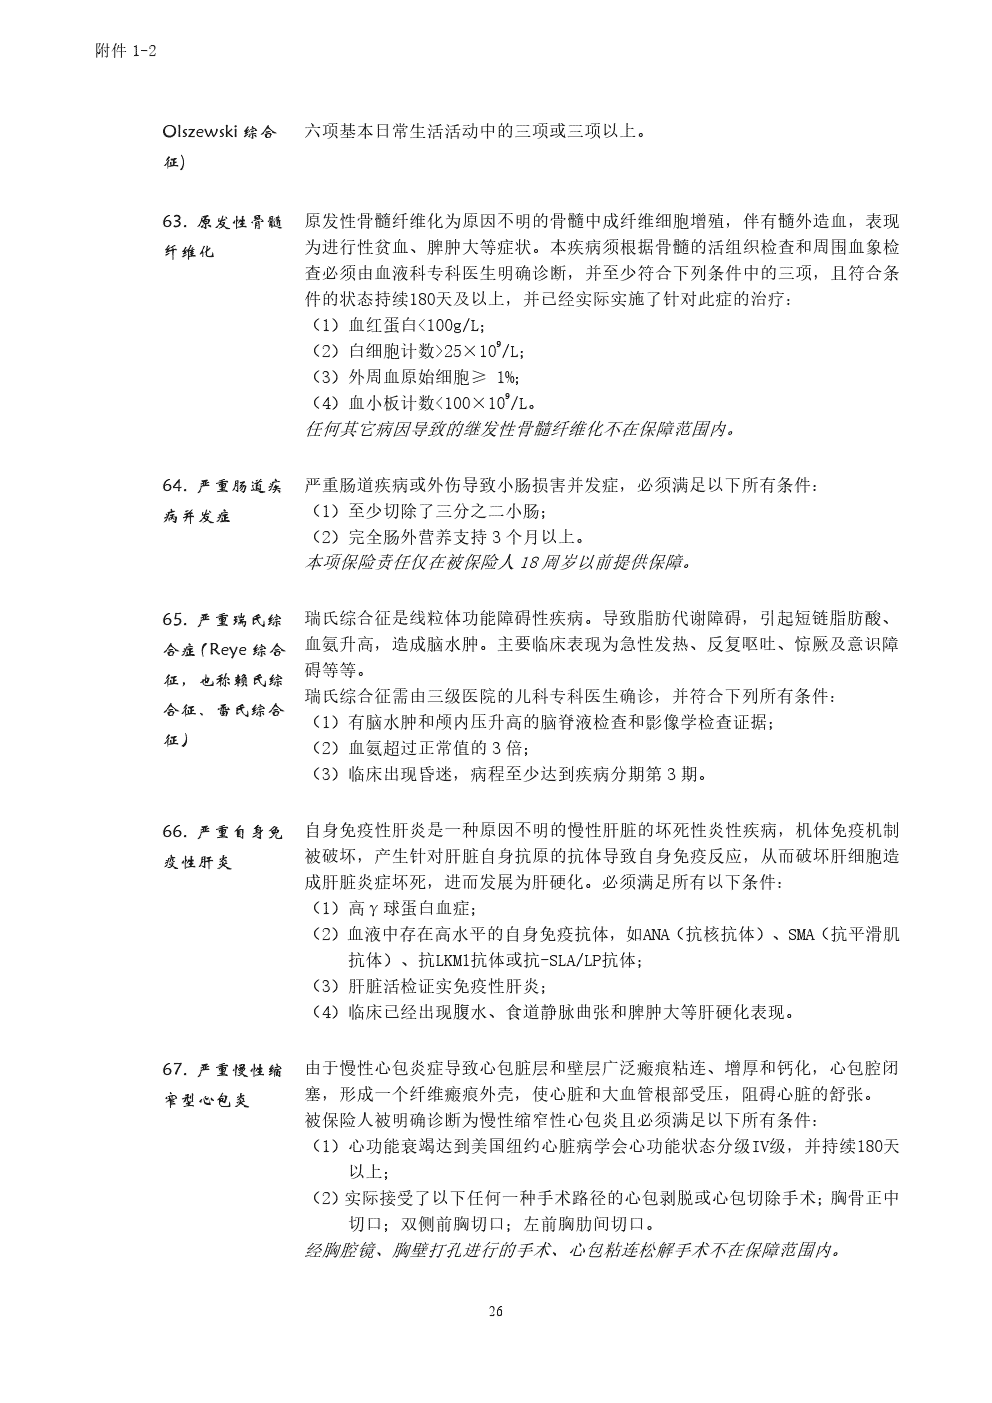 附件 1-2
Olszewski 综合
征)
六项基本日常生活活动中的三项或三项以上。
63. 原发性骨髓
纤维化
原发性骨髓纤维化为原因不明的骨髓中成纤维细胞增殖，伴有髓外造血，表现
为进行性贫血、脾肿大等症状。本疾病须根据骨髓的活组织检查和周围血象检
查必须由血液科专科医生明确诊断，并至少符合下列条件中的三项，且符合条
件的状态持续180天及以上，并已经实际实施了针对此症的治疗：
（1）血红蛋白<100g/L；
（2）白细胞计数>25×10⁹/L；
（3）外周血原始细胞≥ 1%；
（4）血小板计数<100×10⁹/L。
任何其它病因导致的继发性骨髓纤维化不在保障范围内。
64. 严重肠道疾
病并发症
严重肠道疾病或外伤导致小肠损害并发症，必须满足以下所有条件：
（1）至少切除了三分之二小肠；
（2）完全肠外营养支持 3 个月以上。
本项保险责任仅在被保险人 18 周岁以前提供保障。
65. 严重瑞氏综
合症（Reye 综合
征，也称赖氏综
合征、雷氏综合
征）
瑞氏综合征是线粒体功能障碍性疾病。导致脂肪代谢障碍，引起短链脂肪酸、
血氨升高，造成脑水肿。主要临床表现为急性发热、反复呕吐、惊厥及意识障
碍等等。
瑞氏综合征需由三级医院的儿科专科医生确诊，并符合下列所有条件：
（1）有脑水肿和颅内压升高的脑脊液检查和影像学检查证据；
（2）血氨超过正常值的 3 倍；
（3）临床出现昏迷，病程至少达到疾病分期第 3 期。
66. 严重自身免
疫性肝炎
自身免疫性肝炎是一种原因不明的慢性肝脏的坏死性炎性疾病，机体免疫机制
被破坏，产生针对肝脏自身抗原的抗体导致自身免疫反应，从而破坏肝细胞造
成肝脏炎症坏死，进而发展为肝硬化。必须满足所有以下条件：
（1）高γ球蛋白血症；
（2）血液中存在高水平的自身免疫抗体，如ANA（抗核抗体）、SMA（抗平滑肌
抗体）、抗LKM1抗体或抗-SLA/LP抗体；
（3）肝脏活检证实免疫性肝炎；
（4）临床已经出现腹水、食道静脉曲张和脾肿大等肝硬化表现。
67. 严重慢性缩
窄型心包炎
由于慢性心包炎症导致心包脏层和壁层广泛瘢痕粘连、增厚和钙化，心包腔闭
塞，形成一个纤维瘢痕外壳，使心脏和大血管根部受压，阻碍心脏的舒张。
被保险人被明确诊断为慢性缩窄性心包炎且必须满足以下所有条件：
（1）心功能衰竭达到美国纽约心脏病学会心功能状态分级IV级，并持续180天
以上；
（2）实际接受了以下任何一种手术路径的心包剥脱或心包切除手术；胸骨正中
切口；双侧前胸切口；左前胸肋间切口。
经胸腔镜、胸壁打孔进行的手术、心包粘连松解手术不在保障范围内。
26